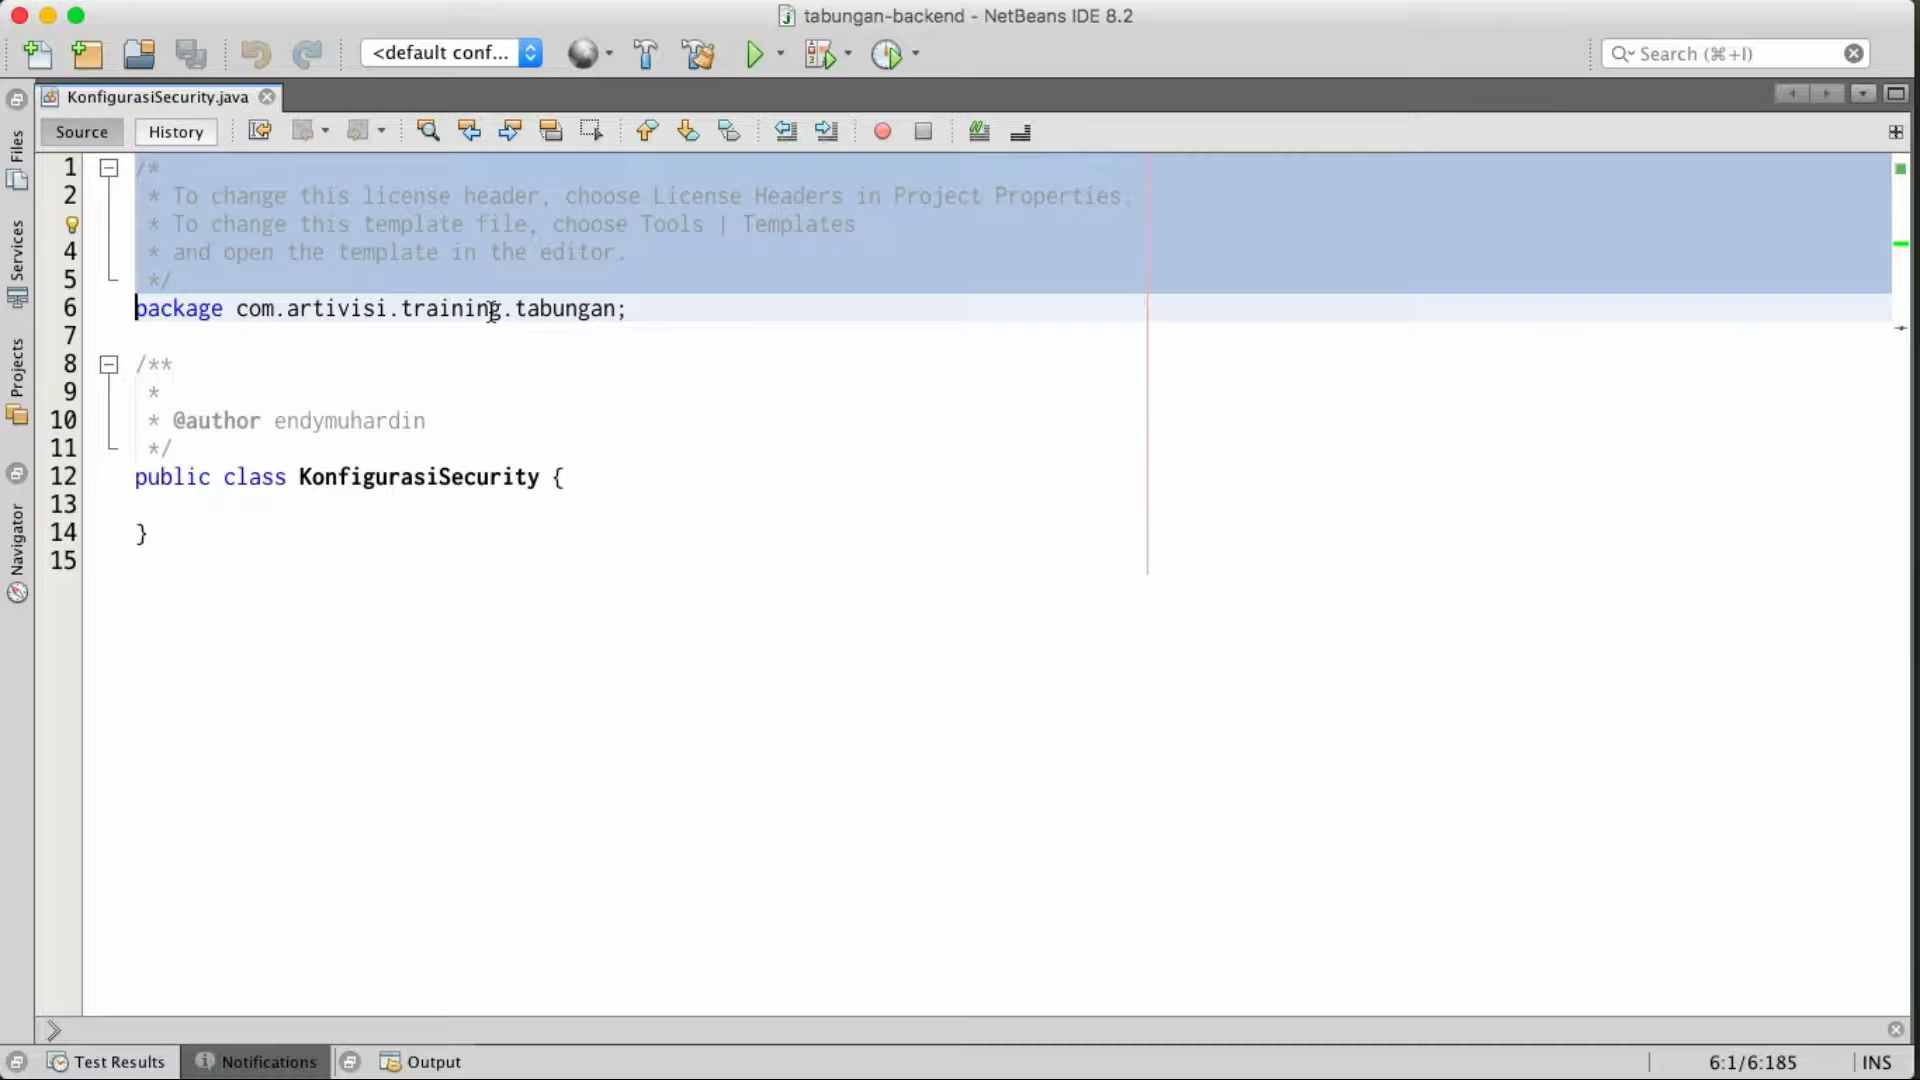 tabungan-backend - NetBeans IDE 8.2
<default conf...
Search (⌘+I)
KonfigurasiSecurity.java
Source
History
Files
Services
Projects
Navigator
1 /*
2 * To change this license header, choose License Headers in Project Properties.
* To change this template file, choose Tools | Templates
4 * and open the template in the editor.
5 */
6 package com.artivisi.training.tabungan;
7
8 /**
9 *
10 * @author endymuhardin
11 */
12 public class KonfigurasiSecurity {
13
14 }
15
Test Results
Notifications
Output
6:1/6:185
INS